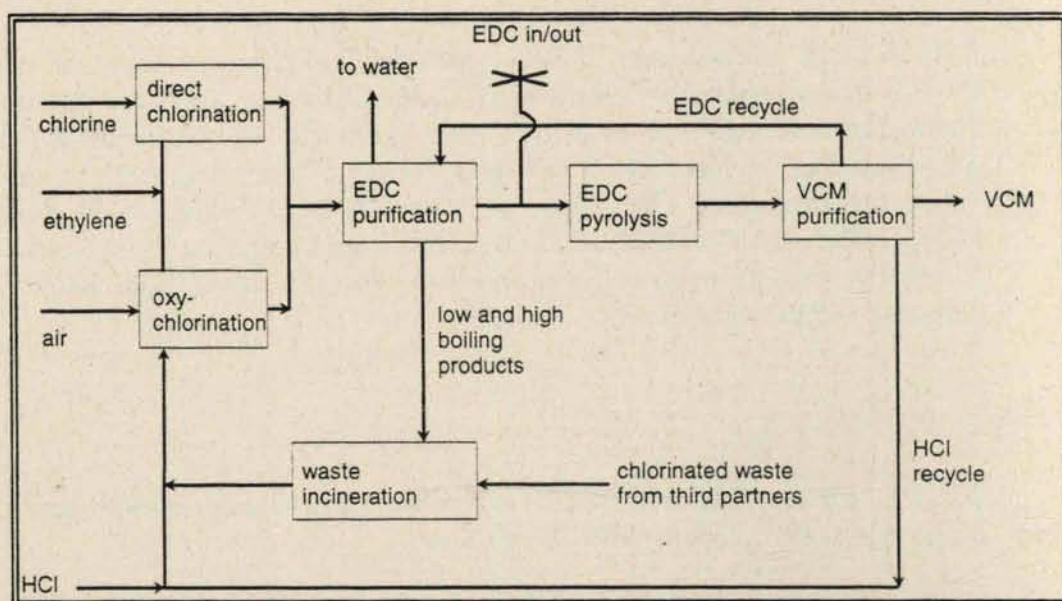 EDC in/out
to water
direct
chlorination
chlorine
EDC recycle
ethylene
EDC
purification
EDC
pyrolysis
VCM
purification
VCM
oxy-
chlorination
air
low and high
boiling
products
waste
incineration
chlorinated waste
from third partners
HCl
recycle
HCl